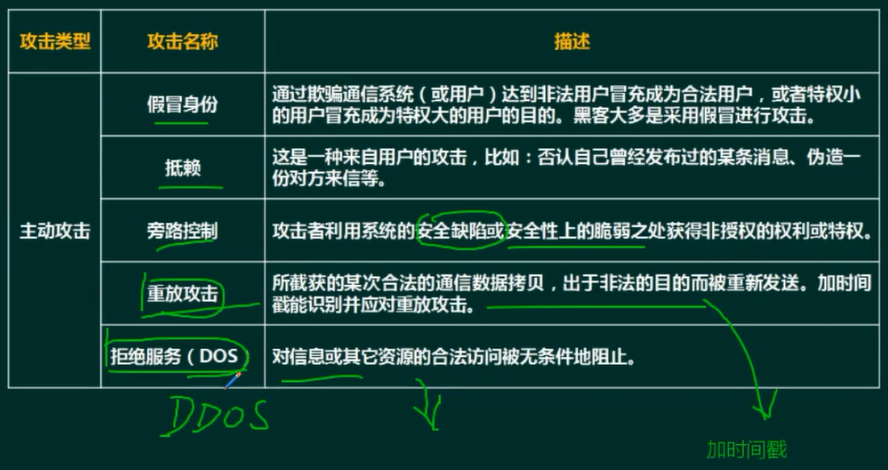 攻击类型 攻击名称 描述
主动攻击
假冒身份
通过欺骗通信系统（或用户）达到非法用户冒充成为合法用户，或者特权小
的用户冒充成为特权大的用户的目的。黑客大多是采用假冒进行攻击。
抵赖
这是一种来自用户的攻击，比如：否认自己曾经发布过的某条消息、伪造一
份对方来信等。
旁路控制
攻击者利用系统的安全缺陷或安全性上的脆弱之处获得非授权的权利或特权。
重放攻击
所截获的某次合法的通信数据拷贝，出于非法的目的而被重新发送。加时间
戳能识别并应对重放攻击。
拒绝服务（DOS
对信息或其它资源的合法访问被无条件地阻止。
DDOS
加时间戳